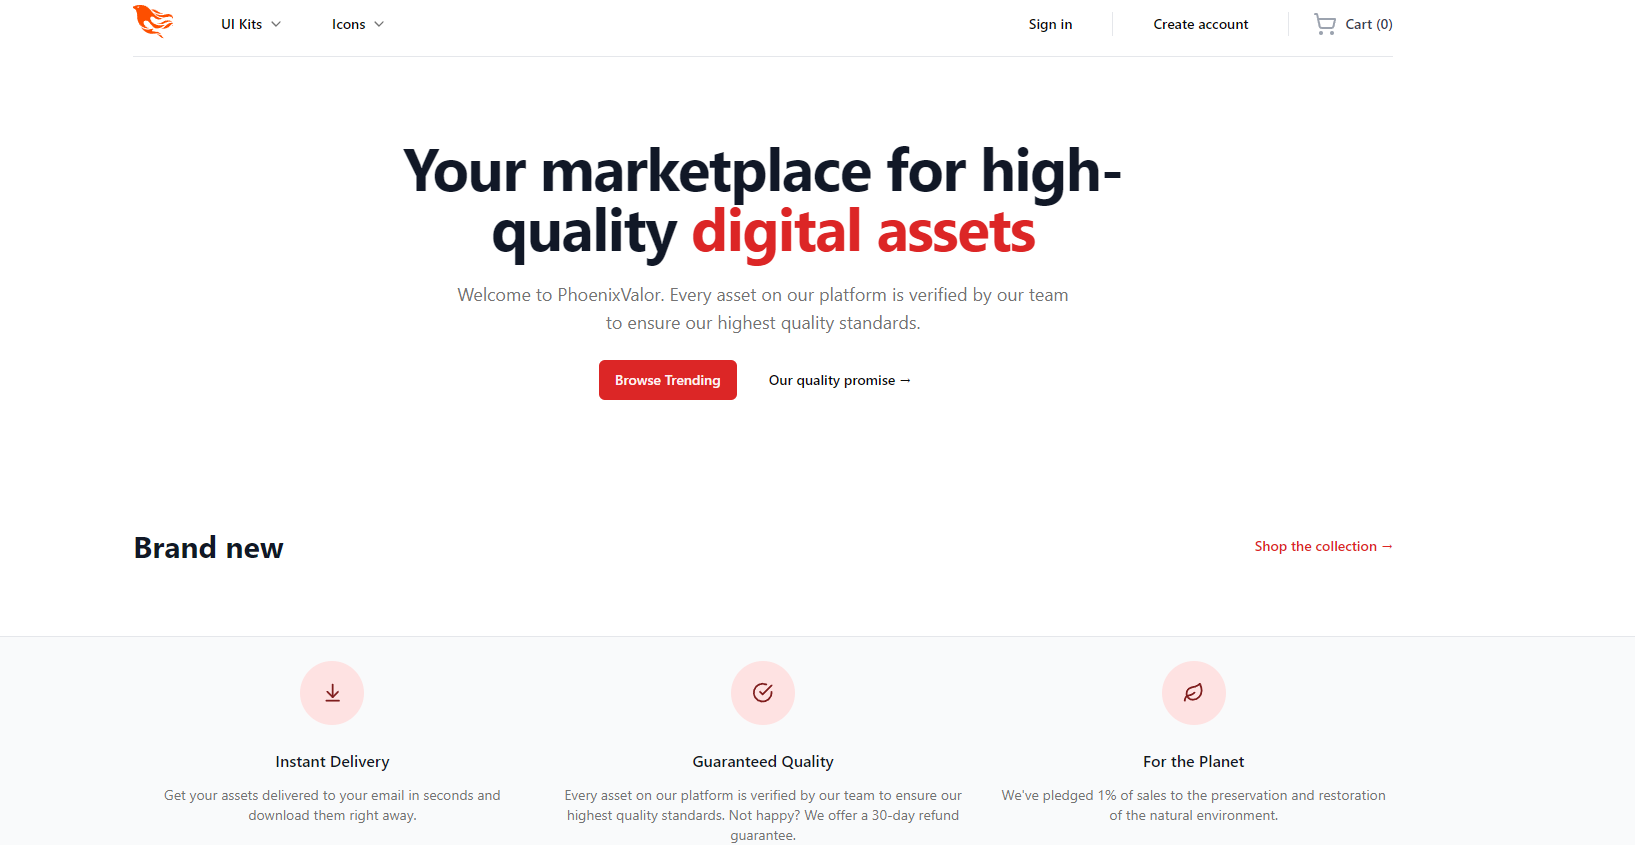 UI Kits
Icons
Sign in
Create account
Cart (0)
Your marketplace for high-
quality digital assets
Welcome to PhoenixValor. Every asset on our platform is verified by our team
to ensure our highest quality standards.
Browse Trending
Our quality promise →
Brand new
Shop the collection →
Instant Delivery
Get your assets delivered to your email in seconds and
download them right away.
Guaranteed Quality
Every asset on our platform is verified by our team to ensure our
highest quality standards. Not happy? We offer a 30-day refund
guarantee.
For the Planet
We've pledged 1% of sales to the preservation and restoration
of the natural environment.